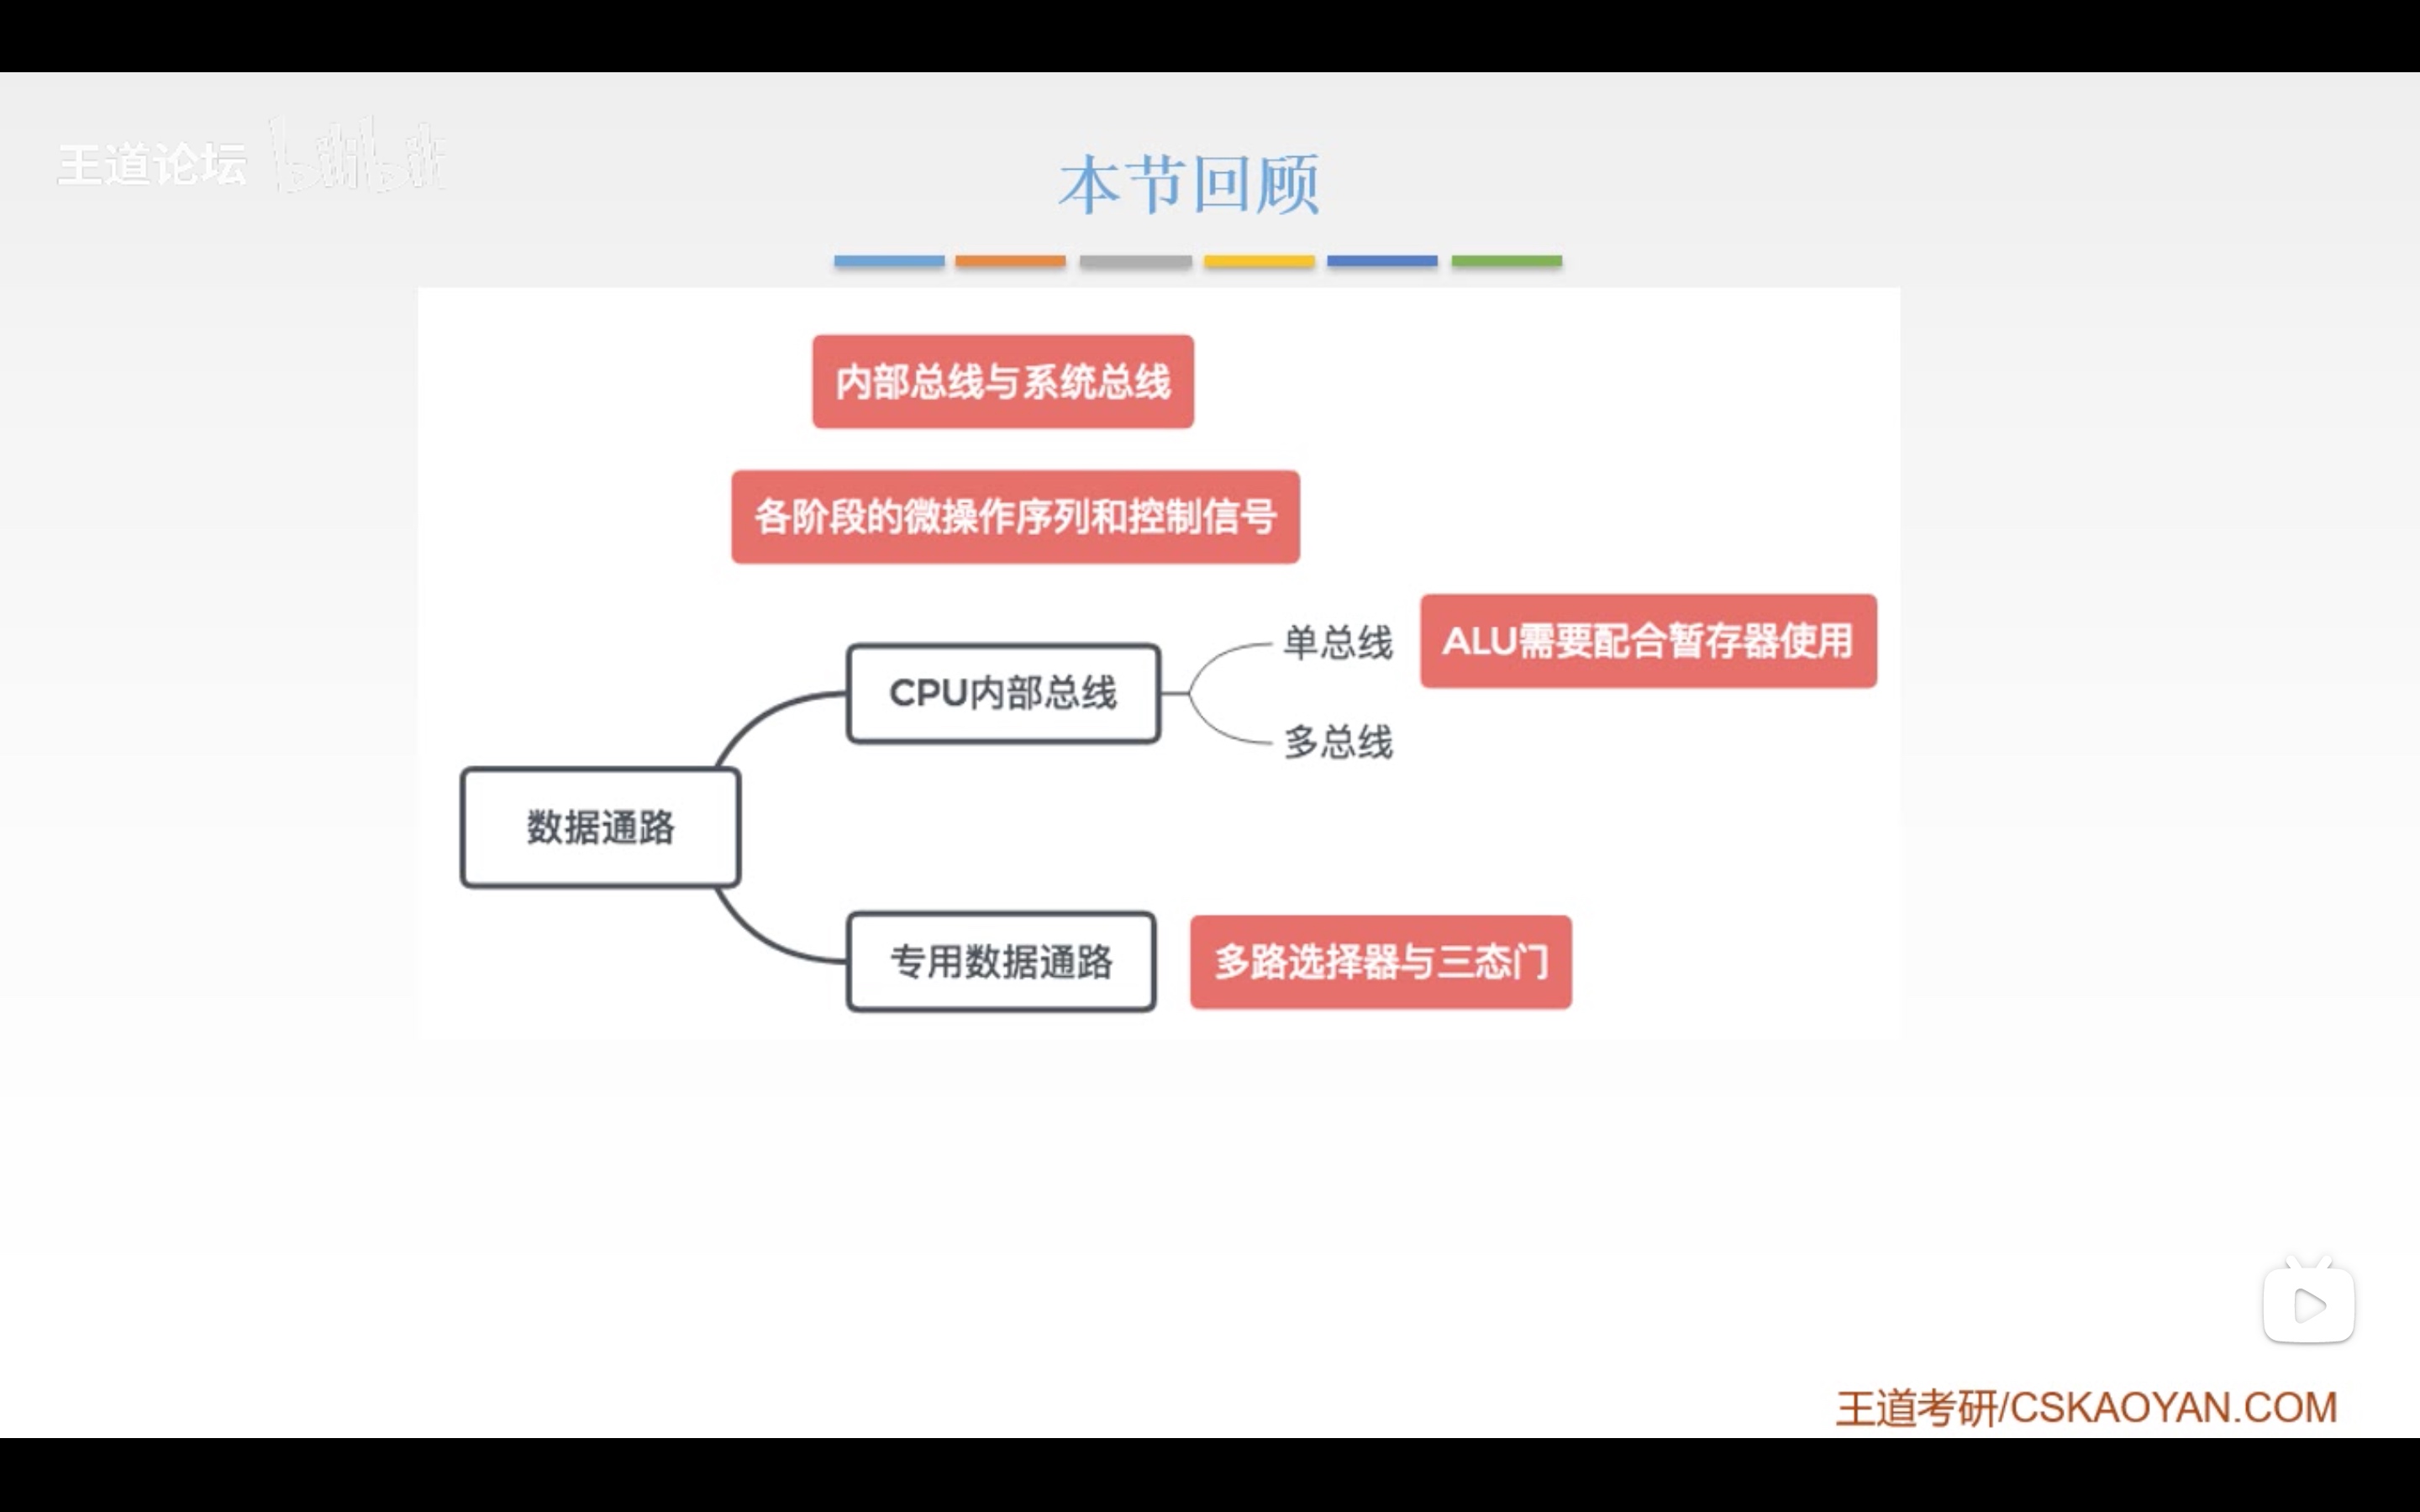 王道论坛 bilibili
本节回顾
内部总线与系统总线
各阶段的微操作序列和控制信号
单总线
ALU需要配合暂存器使用
CPU内部总线
多总线
数据通路
专用数据通路
多路选择器与三态门
王道考研/CSKAOYAN.COM